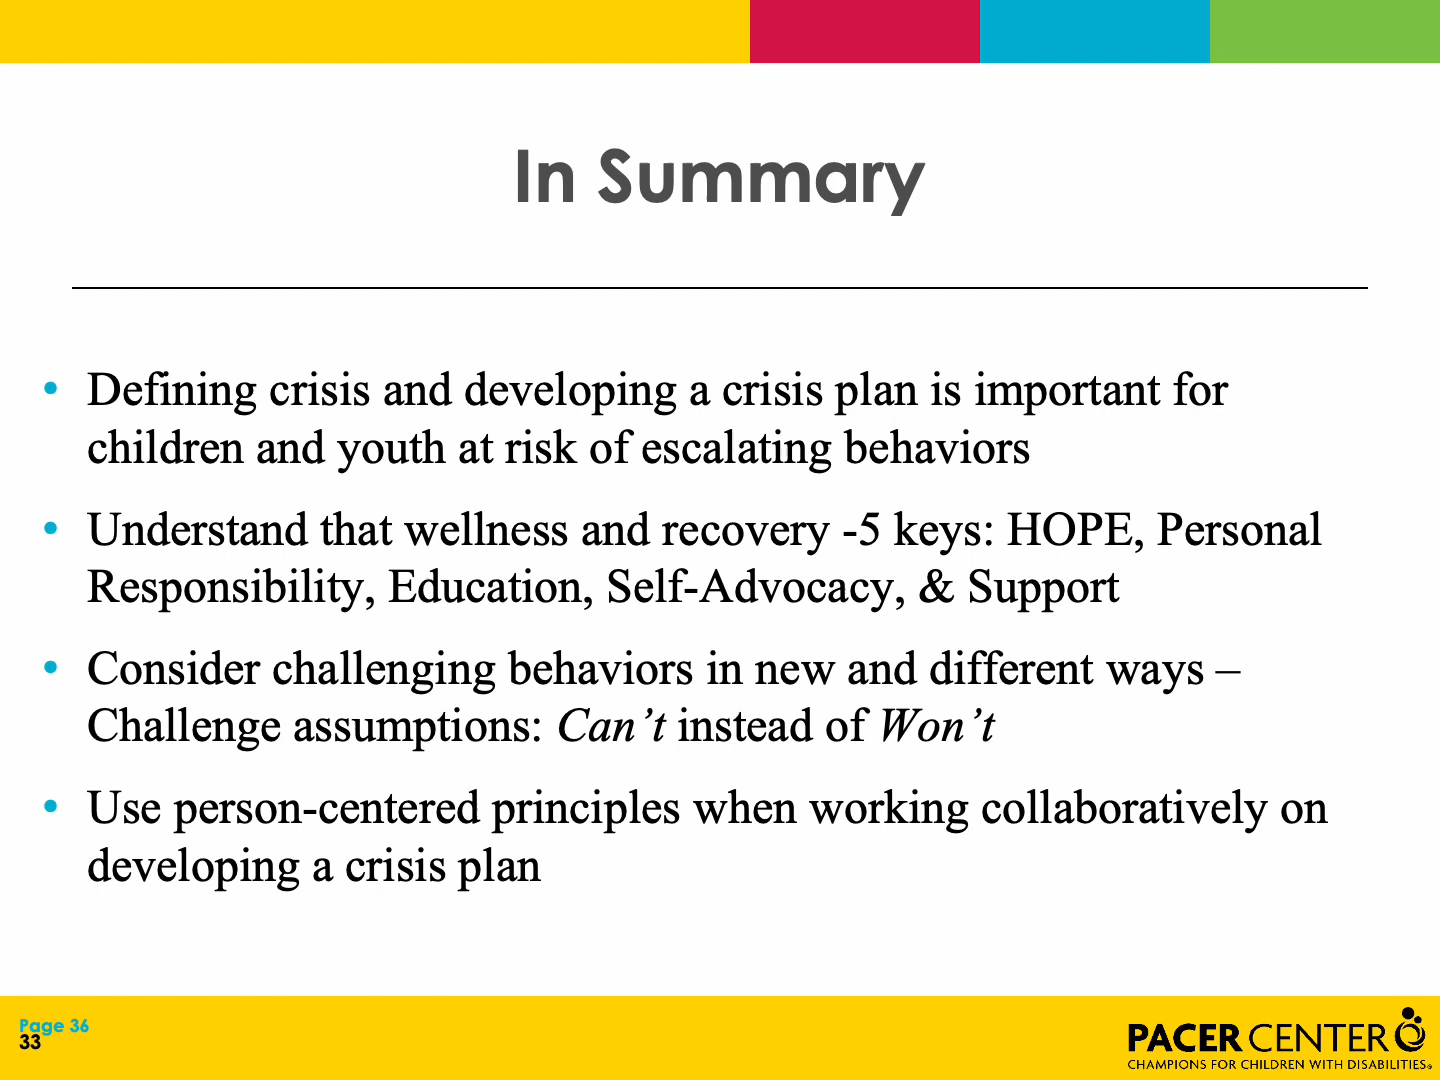 In Summary
• Defining crisis and developing a crisis plan is important for
children and youth at risk of escalating behaviors
• Understand that wellness and recovery -5 keys: HOPE, Personal
Responsibility, Education, Self-Advocacy, & Support
• Consider challenging behaviors in new and different ways –
Challenge assumptions: Can’t instead of Won’t
• Use person-centered principles when working collaboratively on
developing a crisis plan
Page 36
33
PACER CENTER
CHAMPIONS FOR CHILDREN WITH DISABILITIES®